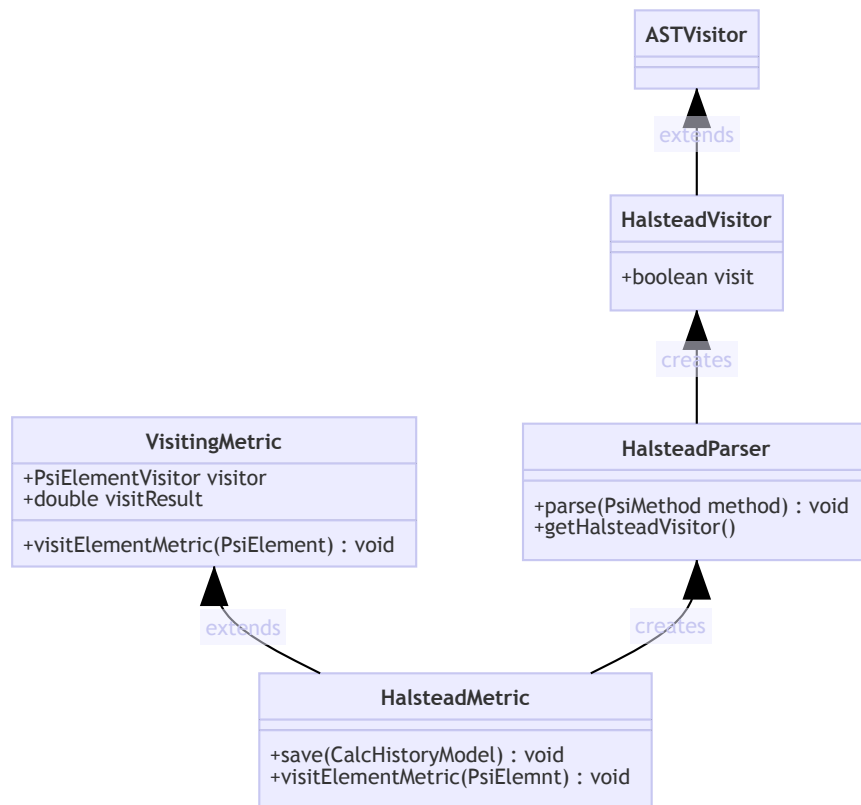 ASTVisitor
extends
HalsteadVisitor
+boolean visit
creates
VisitingMetric
+PsiElementVisitor visitor
+double visitResult
+visitElementMetric(PsiElement) : void
HalsteadParser
+parse(PsiMethod method) : void
+getHalsteadVisitor()
extends
creates
HalsteadMetric
+save(CalcHistoryModel) : void
+visitElementMetric(PsiElemnt) : void